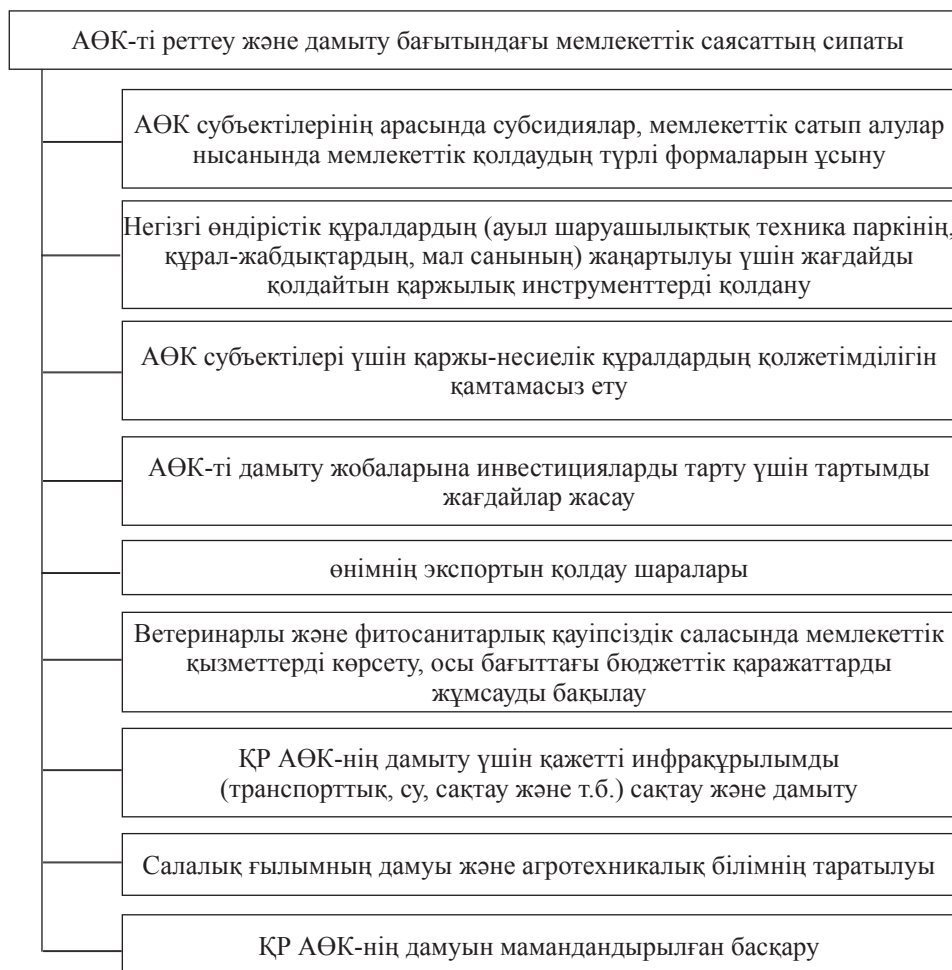 АӨК-ті реттеу және дамыту бағытындағы мемлекеттік саясаттың сипаты
АӨК субъектілерінің арасында субсидиялар, мемлекеттік сатып алулар
нысанында мемлекеттік қолдаудың түрлі формаларын ұсыну
Негізгі өндірістік құралдардың (ауыл шаруашылықтық техника паркінің,
құрал-жабдықтардың, мал санының) жаңартылуы үшін жағдайды
қолдайтын қаржылық инструменттерді қолдану
АӨК субъектілері үшін қаржы-несиелік құралдардың қолжетімділігін
қамтамасыз ету
АӨК-ті дамыту жобаларына инвестицияларды тарту үшін тартымды
жағдайлар жасау
өнімнің экспортын қолдау шаралары
Ветеринарлы және фитосанитарлық қауіпсіздік саласында мемлекеттік
қызметтерді көрсету, осы бағыттағы бюджеттік қаражаттарды
жұмсауды бақылау
ҚР АӨК-нің дамыту үшін қажетті инфрақұрылымды
(транспорттық, су, сақтау және т.б.) сақтау және дамыту
Салалық ғылымның дамуы және агротехникалық білімнің таратылуы
ҚР АӨК-нің дамуын мамандандырылған басқару